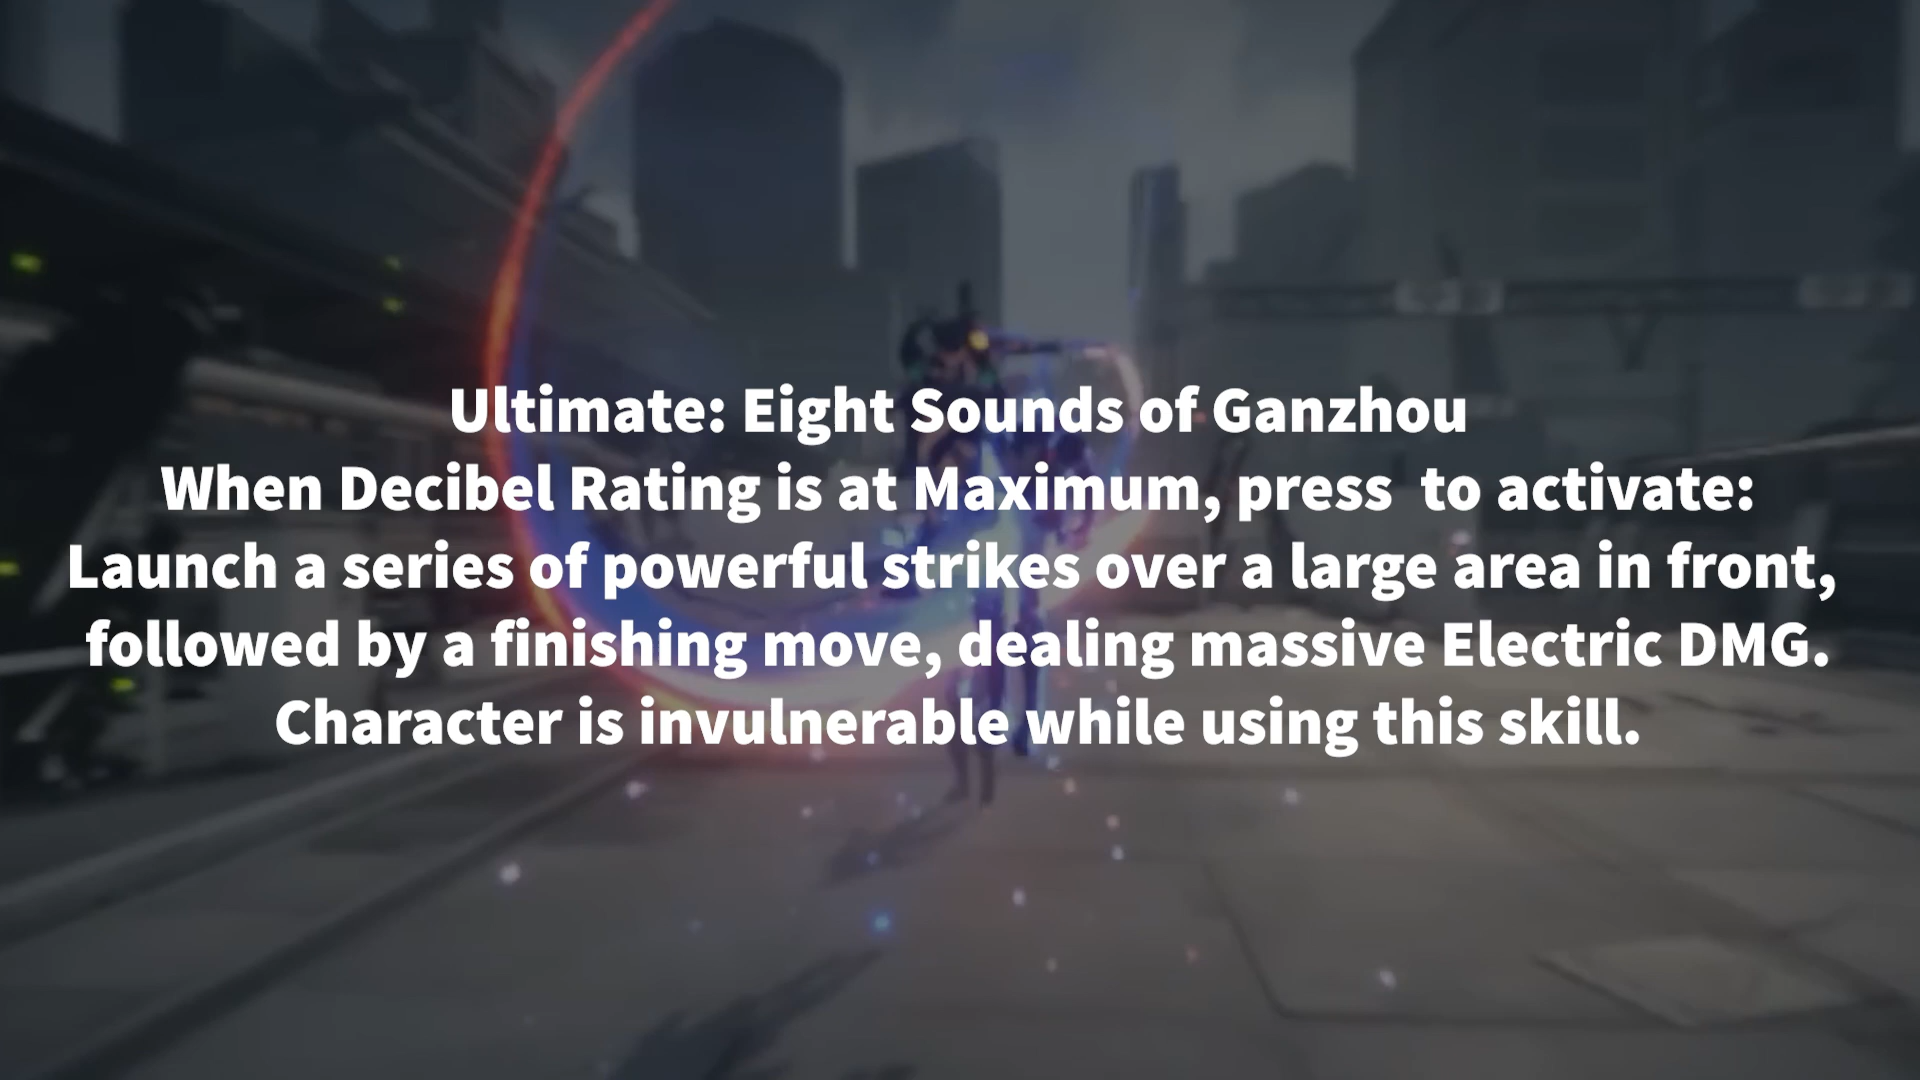 Ultimate: Eight Sounds of Ganzhou
When Decibel Rating is at Maximum, press  to activate:
Launch a series of powerful strikes over a large area in front,
followed by a finishing move, dealing massive Electric DMG.
Character is invulnerable while using this skill.